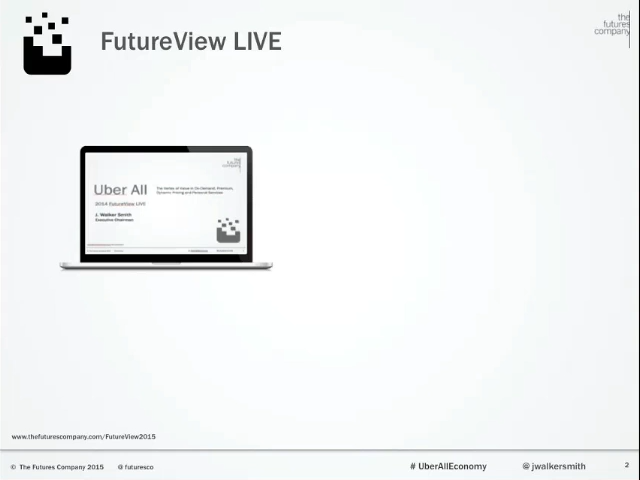 FutureView LIVE
the
futures
company
Uber All
2014 FutureView LIVE
J. Walker Smith
Executive Chairman
www.thefuturescompany.com/FutureView2015
© The Futures Company 2015 @ futuresco # UberAllEconomy @ jwalkersmith 2